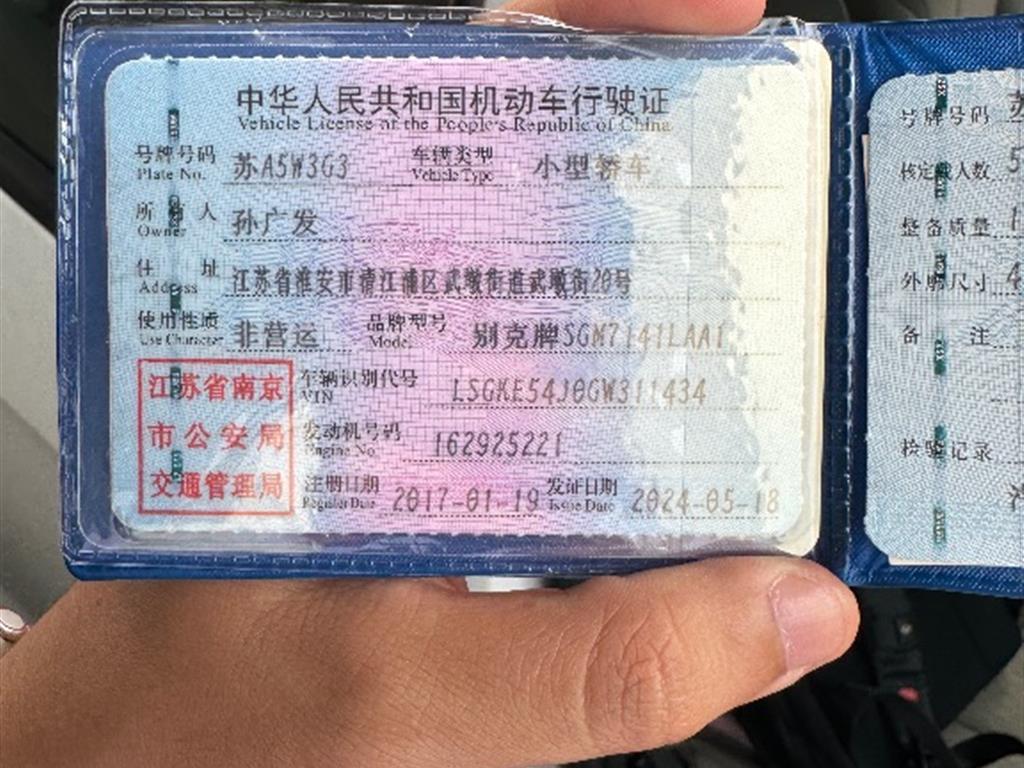 中华人民共和国机动车行驶证
Vehicle License of the People's Republic of China
号牌号码 苏A5W3G3 车辆类型 小型轿车
Plate No. Vehicle Type
所有人 孙广发
Owner
住址 江苏省淮安市清江浦区武墩街道武墩街20号
Address
使用性质 非营运 品牌型号 别克牌SGM7141LAA1
Use Character Model
江苏省南京
市公安局
交通管理局
车辆识别代号 LSGKE54J0GW311434
VIN
发动机号码 162925221
Engine No.
注册日期 2017-01-19 发证日期 2024-05-18
Register Date Issue Date
号牌号码 苏
核定载人数 5
整备质量 1
外廓尺寸 4
备注
检验记录